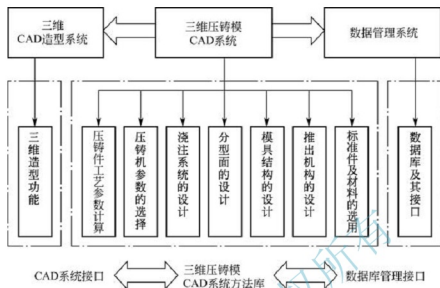 三维
CAD造型系统
三维压铸模
CAD系统
数据管理系统
三维造型功能
压铸件工艺参数计算
压铸机参数的选择
浇注系统的设计
分型面的设计
模具结构的设计
推出机构的设计
标准件及材料的选用
数据库及其接口
CAD系统接口
三维压铸模
CAD系统方法库
数据库管理接口
权所有